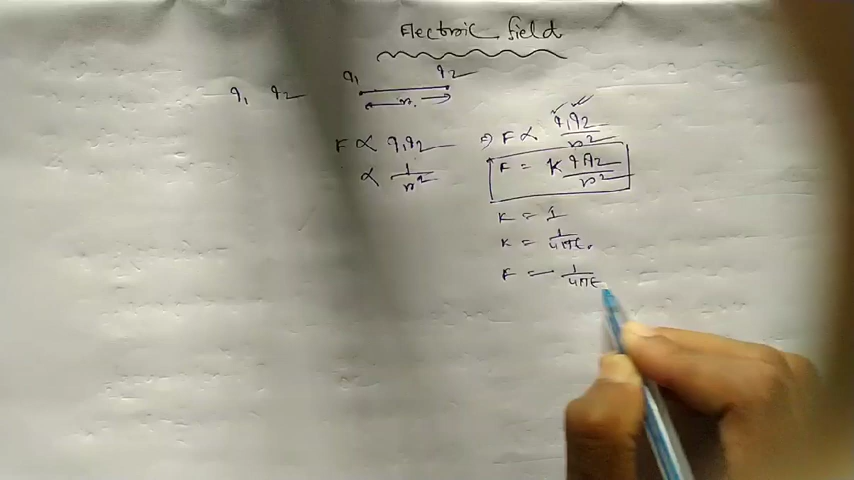 Electric field
q1 q2
q1 q2
r
F ∝ q1q2
∝ 1/r²
⇒ F ∝ q1q2/r²
F = K q1q2/r²
K = 1
K = 1/4πε₀
F = 1/4πε